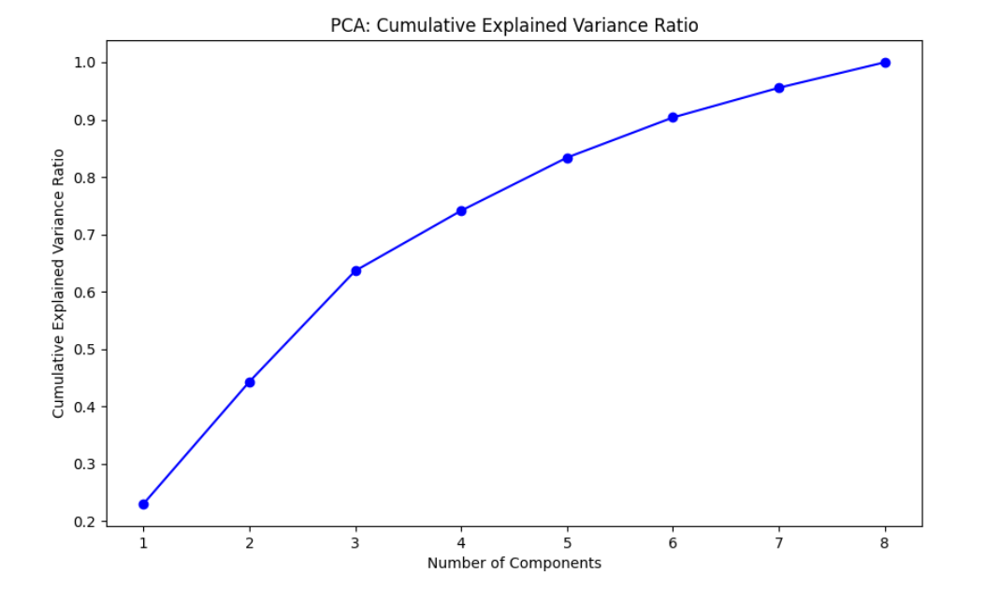 PCA: Cumulative Explained Variance Ratio
Cumulative Explained Variance Ratio
1.0
0.9
0.8
0.7
0.6
0.5
0.4
0.3
0.2
1 2 3 4 5 6 7 8
Number of Components